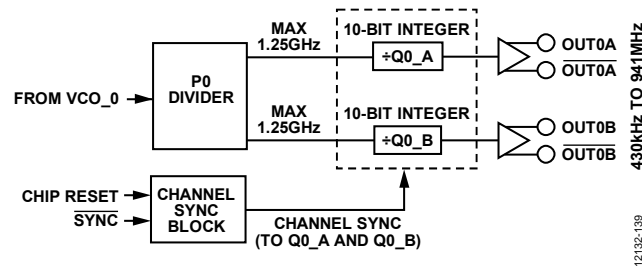 MAX
1.25GHz
10-BIT INTEGER
÷Q0_A
OUT0A
OUT0A
P0
DIVIDER
FROM VCO_0
MAX
1.25GHz
10-BIT INTEGER
÷Q0_B
OUT0B
OUT0B
430kHz TO 941MHz
CHIP RESET
SYNC
CHANNEL
SYNC
BLOCK
CHANNEL SYNC
(TO Q0_A AND Q0_B)
12132-139